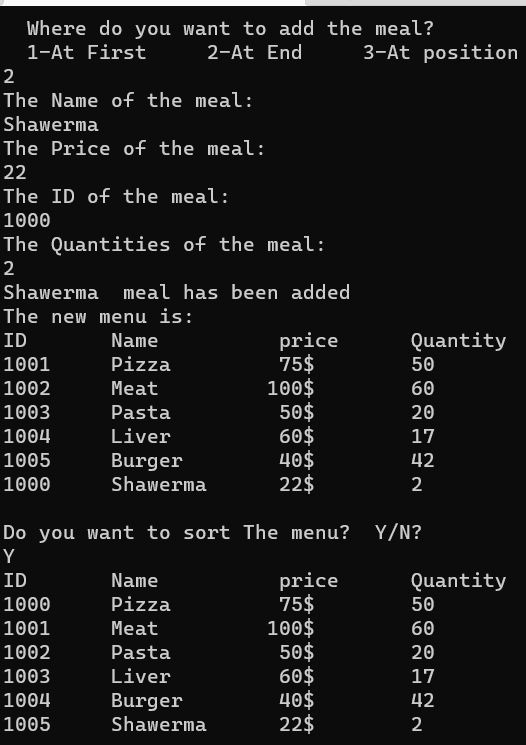 Where do you want to add the meal?
1-At First     2-At End     3-At position
2
The Name of the meal:
Shawerma
The Price of the meal:
22
The ID of the meal:
1000
The Quantities of the meal:
2
Shawerma  meal has been added
The new menu is:
ID       Name          price      Quantity
1001     Pizza         75$        50
1002     Meat         100$        60
1003     Pasta         50$        20
1004     Liver         60$        17
1005     Burger        40$        42
1000     Shawerma      22$        2
Do you want to sort The menu?  Y/N?
Y
ID       Name          price      Quantity
1000     Pizza         75$        50
1001     Meat         100$        60
1002     Pasta         50$        20
1003     Liver         60$        17
1004     Burger        40$        42
1005     Shawerma      22$        2